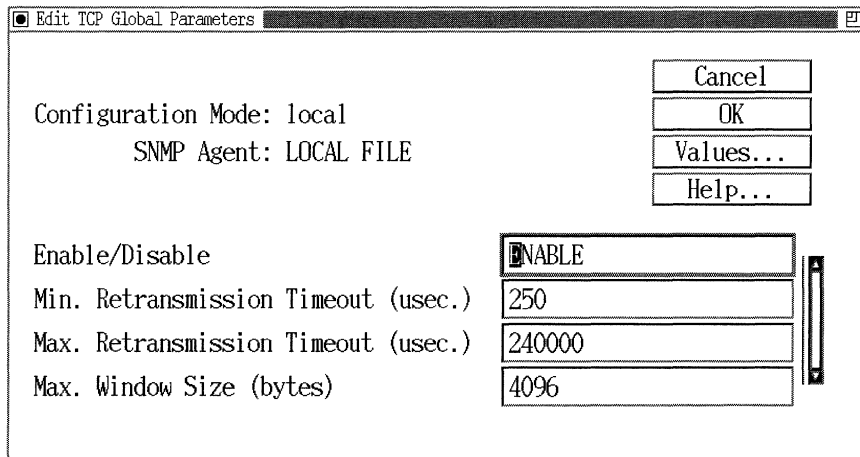 Edit TCP Global Parameters
Cancel
Configuration Mode: local
OK
SNMP Agent: LOCAL FILE
Values...
Help...
Enable/Disable
ENABLE
Min. Retransmission Timeout (usec.)
250
Max. Retransmission Timeout (usec.)
240000
Max. Window Size (bytes)
4096